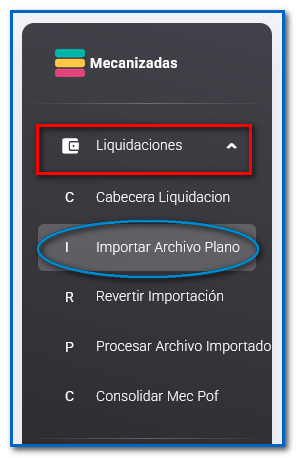 Mecanizadas
Liquidaciones
C Cabecera Liquidacion
I Importar Archivo Plano
R Revertir Importación
P Procesar Archivo Importado
C Consolidar Mec Pof